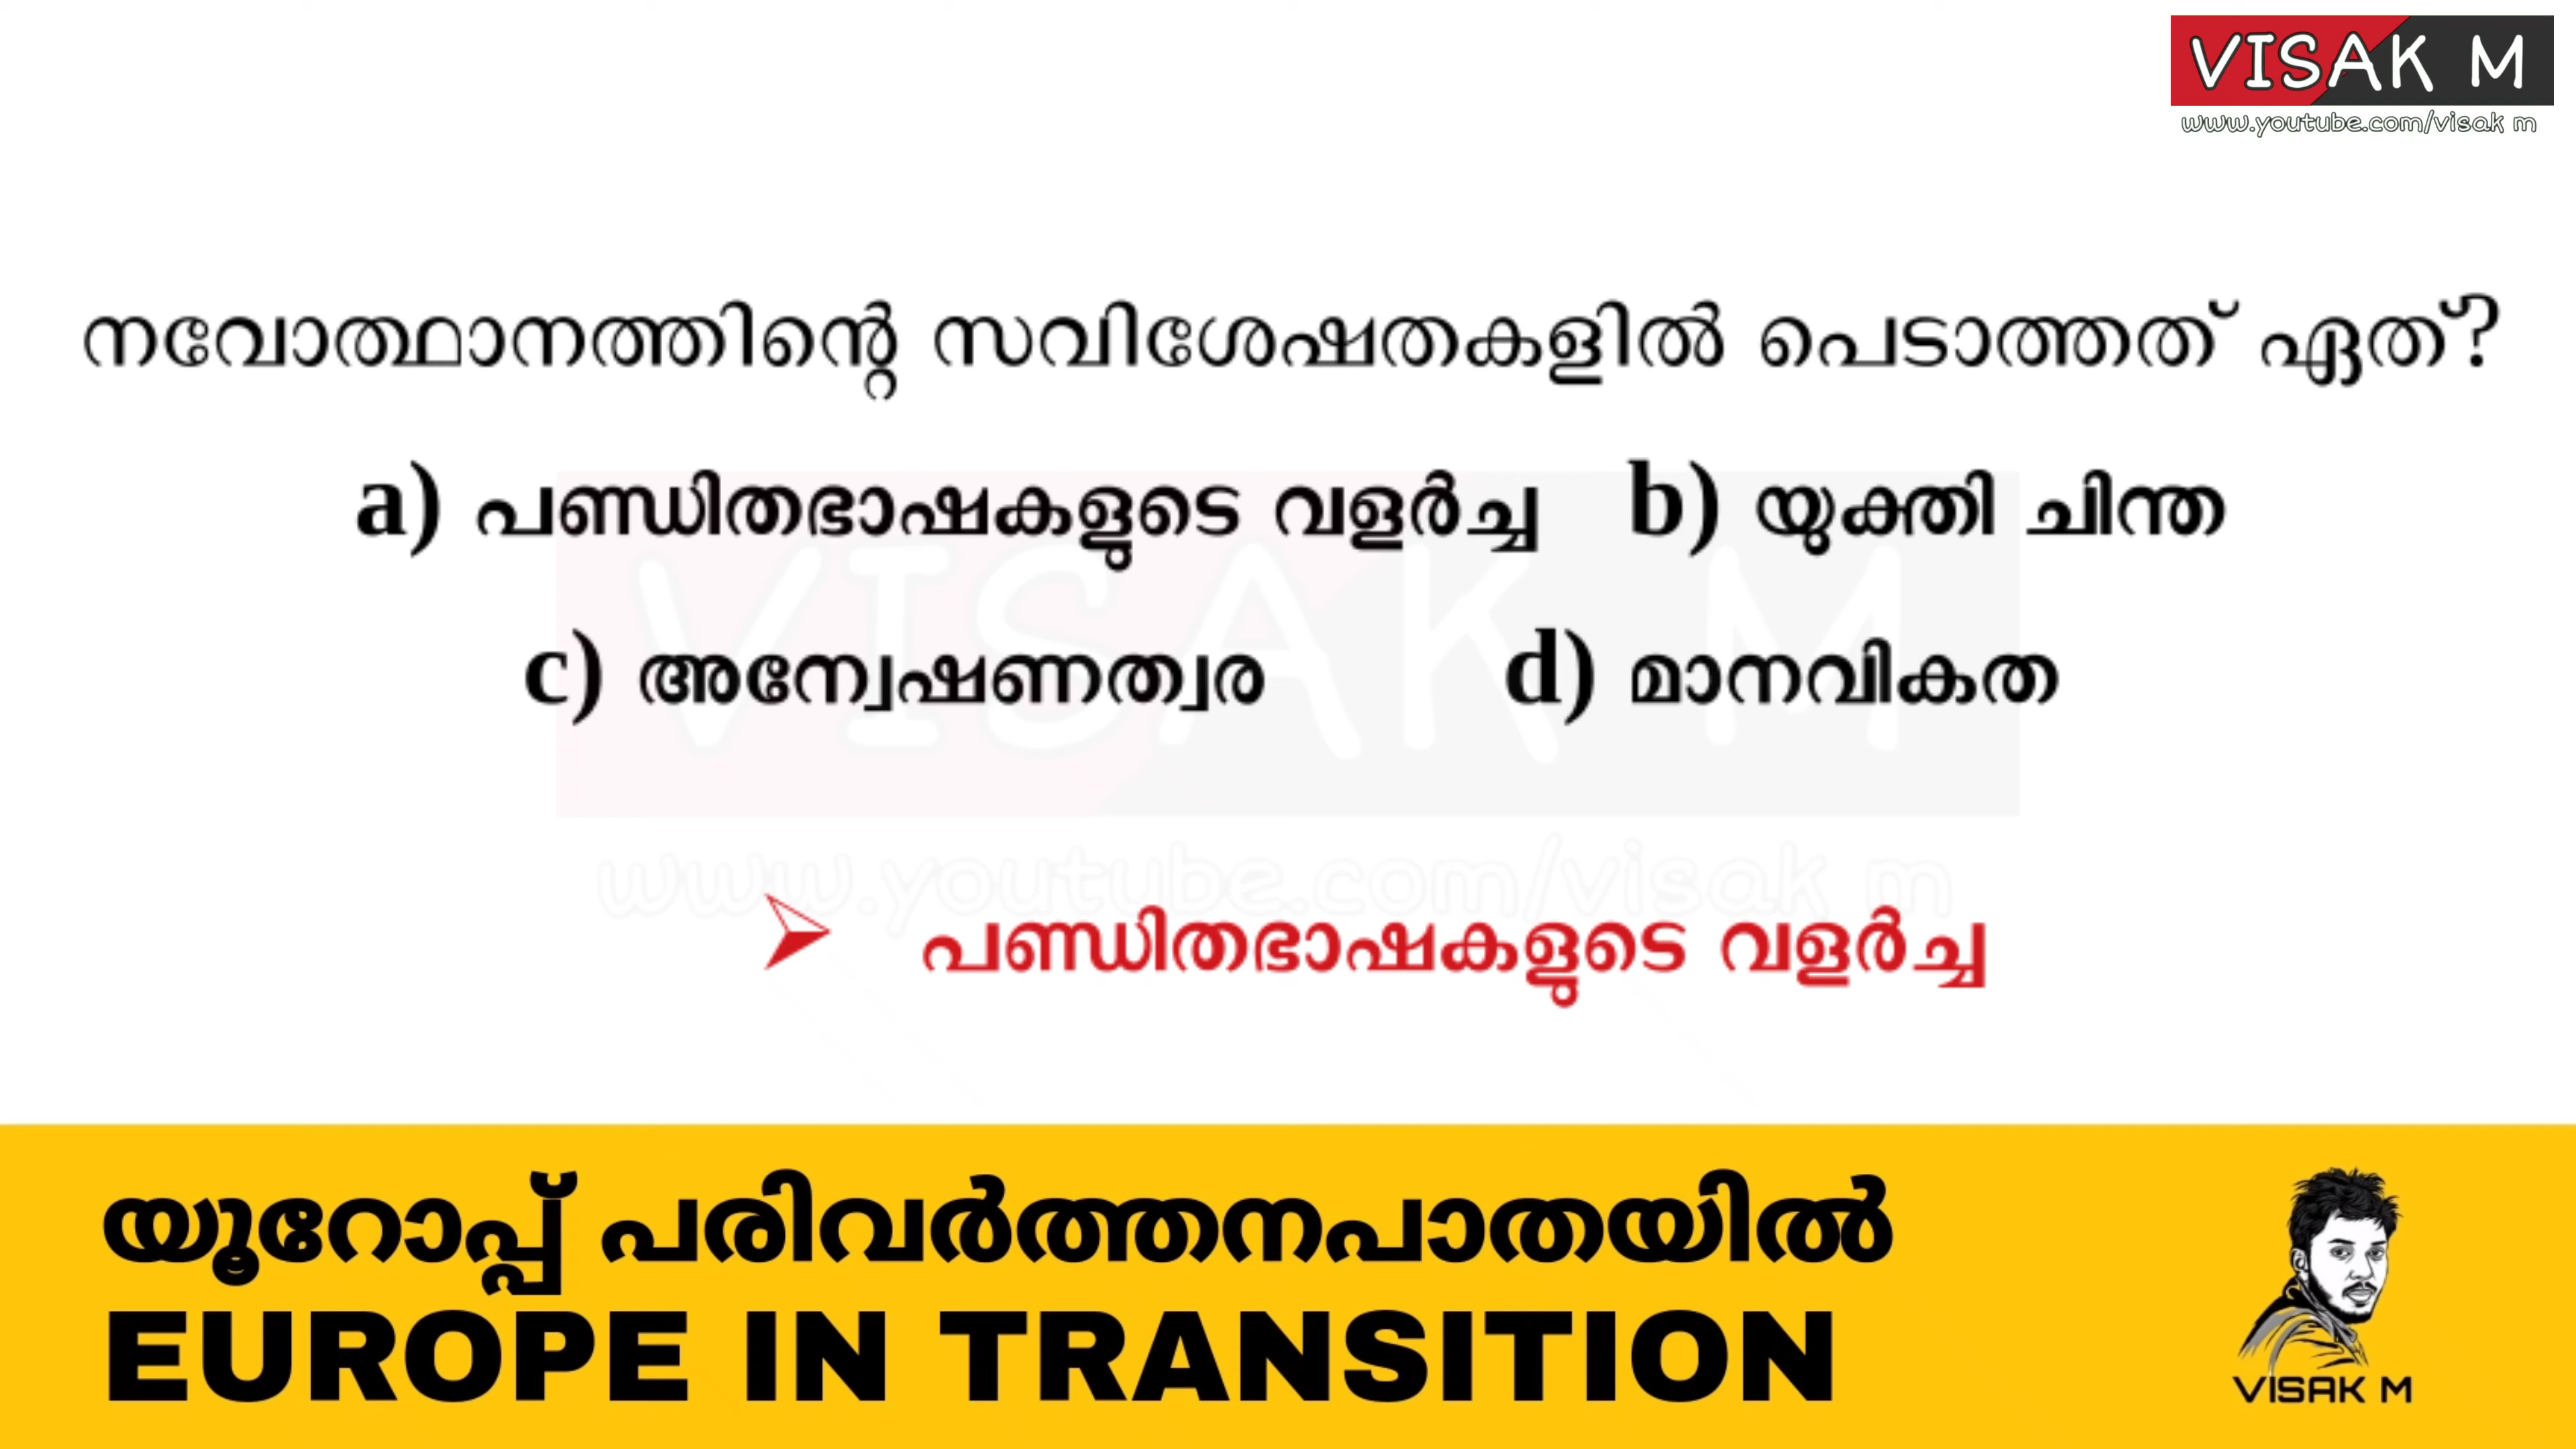 VISAK M
www.youtube.com/visak m
നവോത്ഥാനത്തിന്റെ സവിശേഷതകളിൽ പെടാത്തത് ഏത്?
a) പണ്ഡിതഭാഷകളുടെ വളർച്ച b) യുക്തി ചിന്ത
c) അന്വേഷണത്വര d) മാനവികത
VISAK M
www.youtube.com/visak m
➢ പണ്ഡിതഭാഷകളുടെ വളർച്ച
യൂറോപ്പ് പരിവർത്തനപാതയിൽ
EUROPE IN TRANSITION
VISAK M